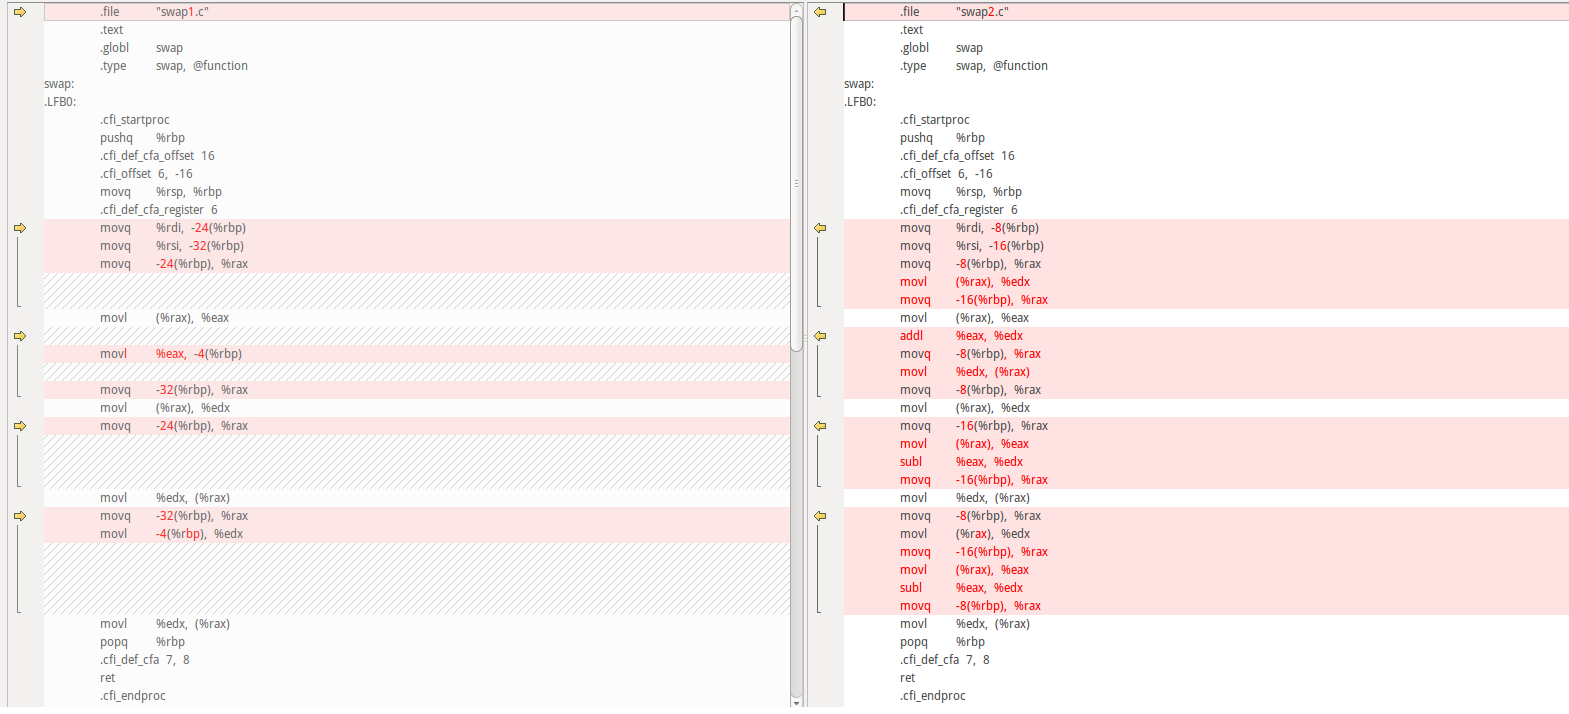 .file "swap1.c"
.text
.globl swap
.type swap, @function
swap:
.LFB0:
.cfi_startproc
pushq %rbp
.cfi_def_cfa_offset 16
.cfi_offset 6, -16
movq %rsp, %rbp
.cfi_def_cfa_register 6
movq %rdi, -24(%rbp)
movq %rsi, -32(%rbp)
movq -24(%rbp), %rax
movl (%rax), %eax
movl %eax, -4(%rbp)
movq -32(%rbp), %rax
movl (%rax), %edx
movq -24(%rbp), %rax
movl %edx, (%rax)
movq -32(%rbp), %rax
movl -4(%rbp), %edx
movl %edx, (%rax)
popq %rbp
.cfi_def_cfa 7, 8
ret
.cfi_endproc
.file "swap2.c"
.text
.globl swap
.type swap, @function
swap:
.LFB0:
.cfi_startproc
pushq %rbp
.cfi_def_cfa_offset 16
.cfi_offset 6, -16
movq %rsp, %rbp
.cfi_def_cfa_register 6
movq %rdi, -8(%rbp)
movq %rsi, -16(%rbp)
movq -8(%rbp), %rax
movl (%rax), %edx
movq -16(%rbp), %rax
movl (%rax), %eax
addl %eax, %edx
movq -8(%rbp), %rax
movl %edx, (%rax)
movq -8(%rbp), %rax
movl (%rax), %edx
movq -16(%rbp), %rax
movl (%rax), %eax
subl %eax, %edx
movq -16(%rbp), %rax
movl %edx, (%rax)
movq -8(%rbp), %rax
movl (%rax), %edx
movq -16(%rbp), %rax
movl (%rax), %eax
subl %eax, %edx
movq -8(%rbp), %rax
movl %edx, (%rax)
popq %rbp
.cfi_def_cfa 7, 8
ret
.cfi_endproc